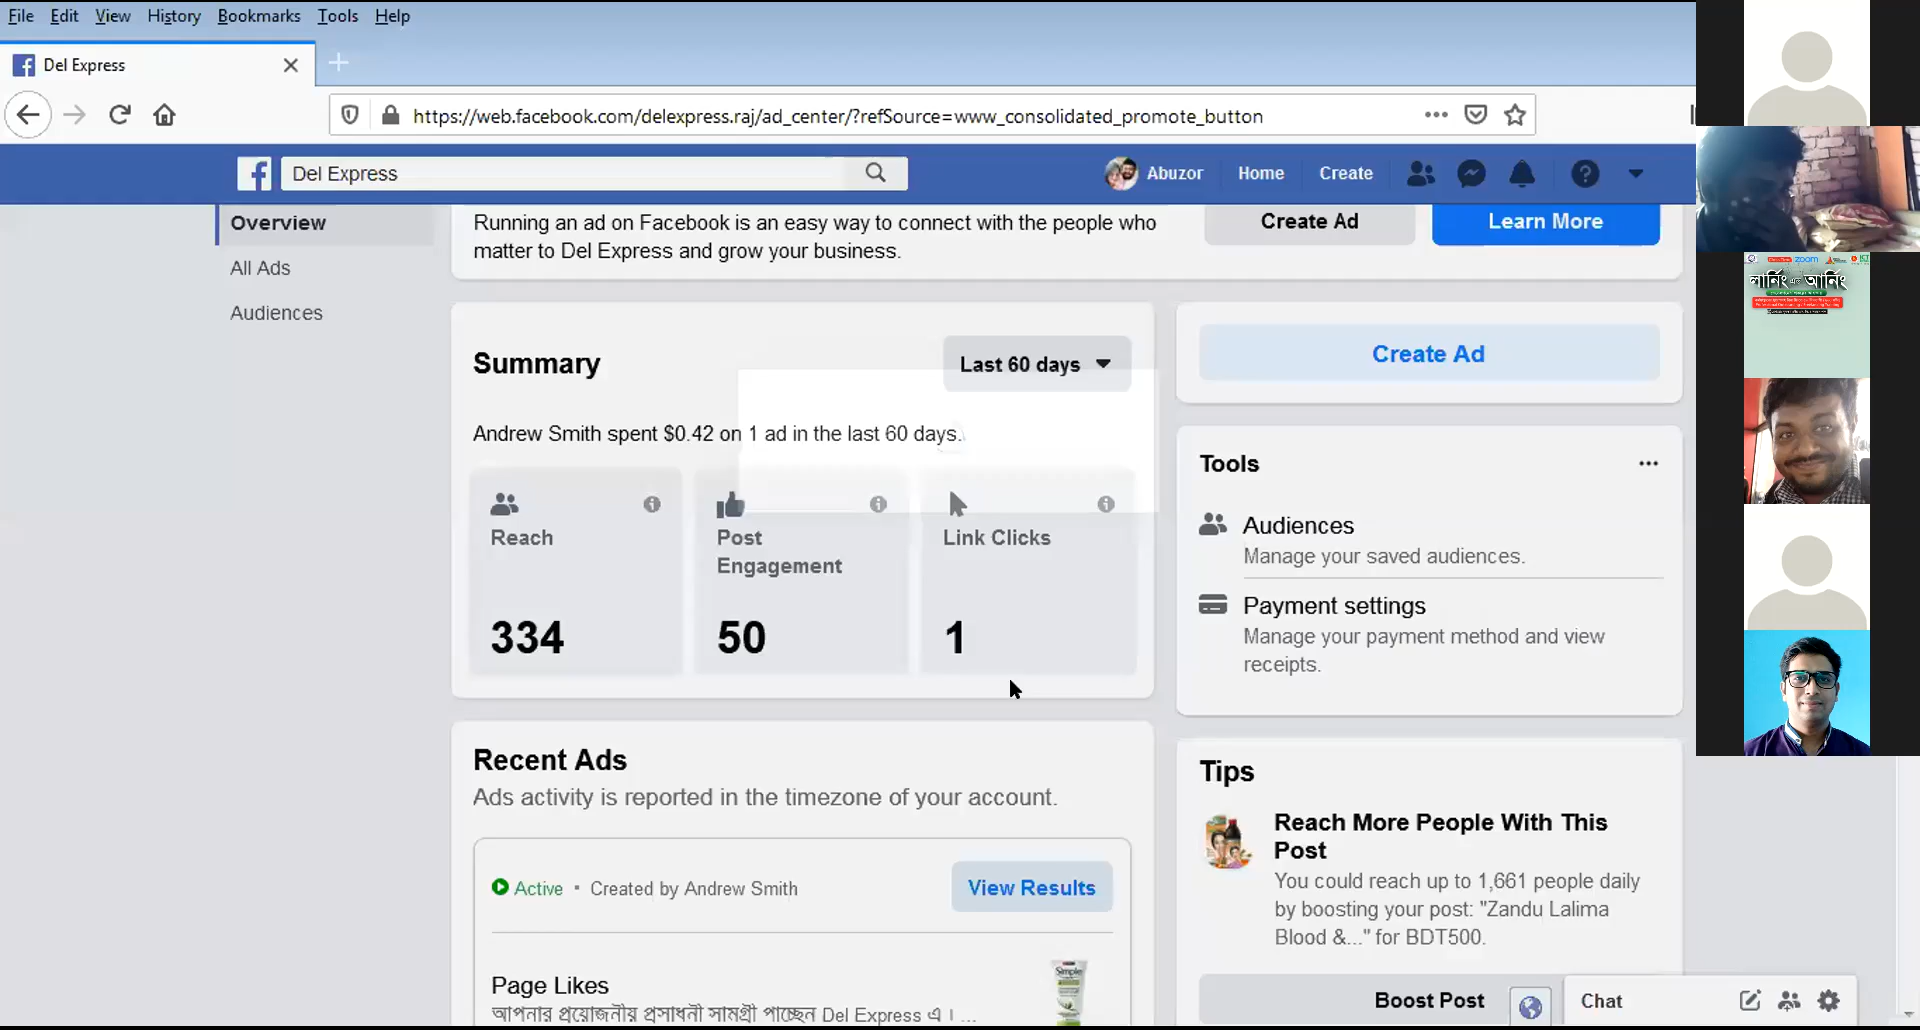 File Edit View History Bookmarks Tools Help
Del Express
https://web.facebook.com/delexpress.raj/ad_center/?refSource=www_consolidated_promote_button
Del Express
Abuzor Home Create
Overview
All Ads
Audiences
Running an ad on Facebook is an easy way to connect with the people who
matter to Del Express and grow your business.
Create Ad
Learn More
Summary
Last 60 days
Andrew Smith spent $0.42 on 1 ad in the last 60 days.
Reach
334
Post
Engagement
50
Link Clicks
1
Recent Ads
Ads activity is reported in the timezone of your account.
Active • Created by Andrew Smith
View Results
Page Likes
আপনার প্রয়োজনীয় প্রসাধনী সামগ্রী পাচ্ছেন Del Express এ । ...
Simple
Create Ad
Tools
Audiences
Manage your saved audiences.
Payment settings
Manage your payment method and view
receipts.
Tips
Reach More People With This
Post
You could reach up to 1,661 people daily
by boosting your post: "Zandu Lalima
Blood &..." for BDT500.
Boost Post
Chat
zoom
লার্নিং এন্ড আর্নিং